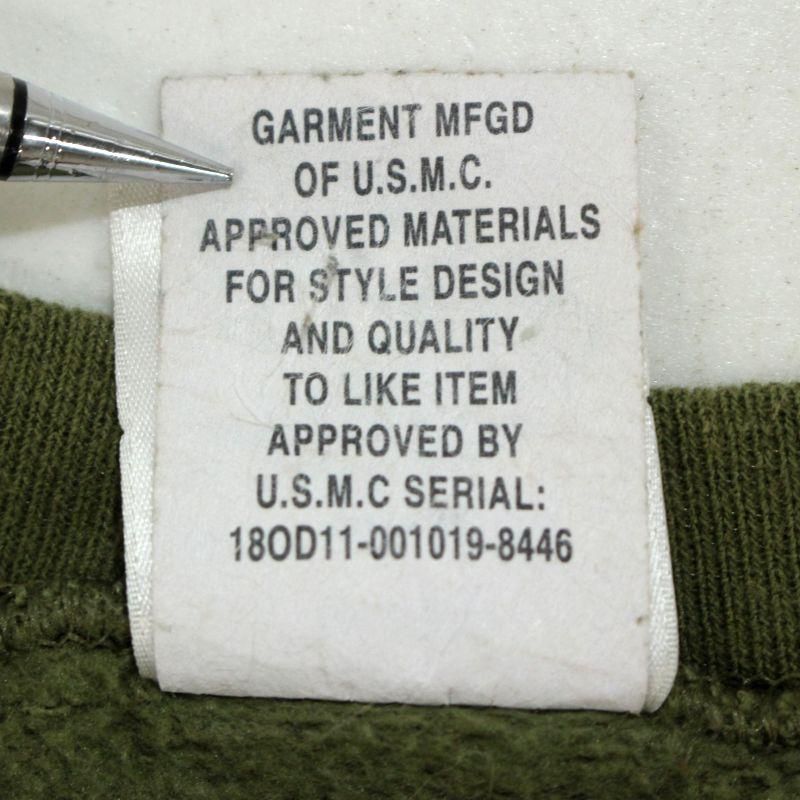 GARMENT MFGD
OF U.S.M.C.
APPROVED MATERIALS
FOR STYLE DESIGN
AND QUALITY
TO LIKE ITEM
APPROVED BY
U.S.M.C SERIAL:
18OD11-001019-8446